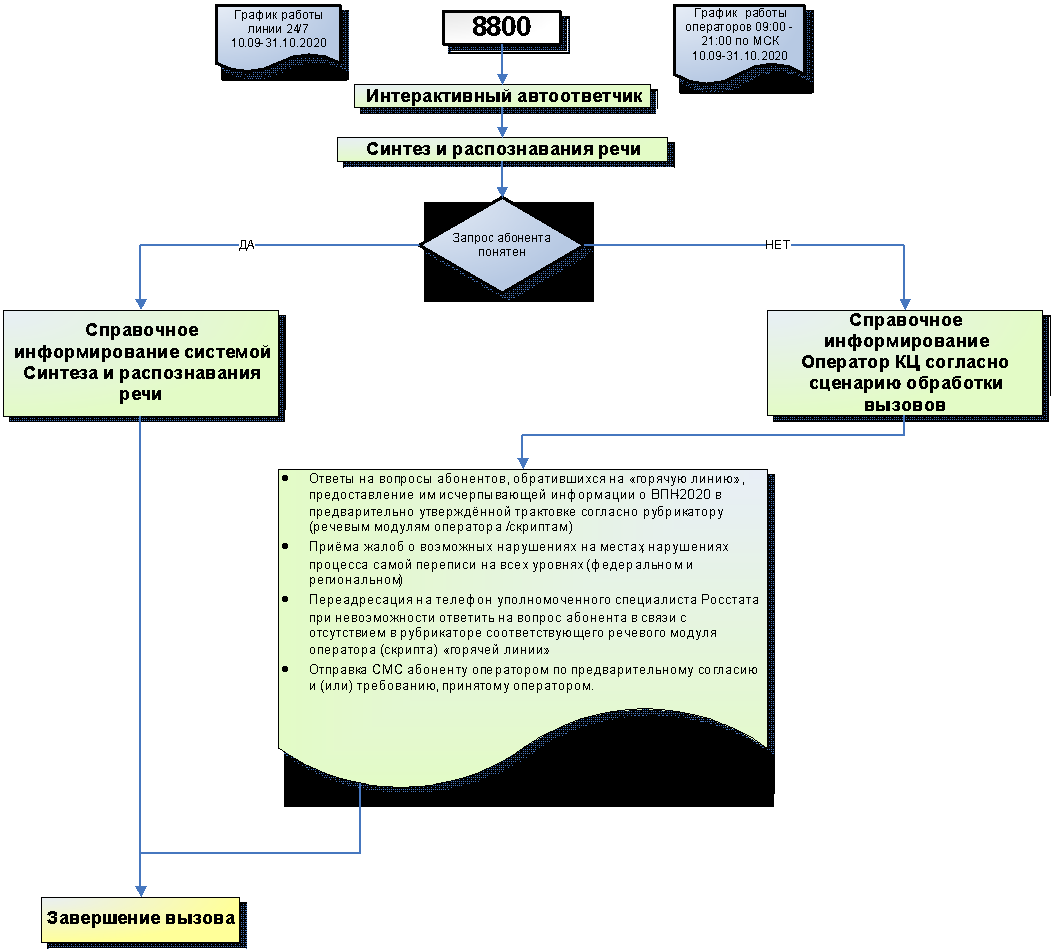 График работы
линии 24/7
10.09-31.10.2020
8800
График работы
операторов 09:00 -
21:00 по МСК
10.09-31.10.2020
Интерактивный автоответчик
Синтез и распознавания речи
Запрос абонента
понятен
ДА
НЕТ
Справочное
информирование системой
Синтеза и распознавания
речи
Справочное
информирование
Оператор КЦ согласно
сценарию обработки
вызовов
• Ответы на вопросы абонентов, обратившихся на «горячую линию»,
предоставление им исчерпывающей информации о ВПН2020 в
предварительно утверждённой трактовке согласно рубрикатору
(речевым модулям оператора /скриптам)
• Приёма жалоб о возможных нарушениях на местах, нарушениях
процесса самой переписи на всех уровнях (федеральном и
региональном)
• Переадресация на телефон уполномоченного специалиста Росстата
при невозможности ответить на вопрос абонента в связи с
отсутствием в рубрикаторе соответствующего речевого модуля
оператора (скрипта) «горячей линии»
• Отправка СМС абоненту оператором по предварительному согласию
и (или) требованию, принятому оператором.
Завершение вызова